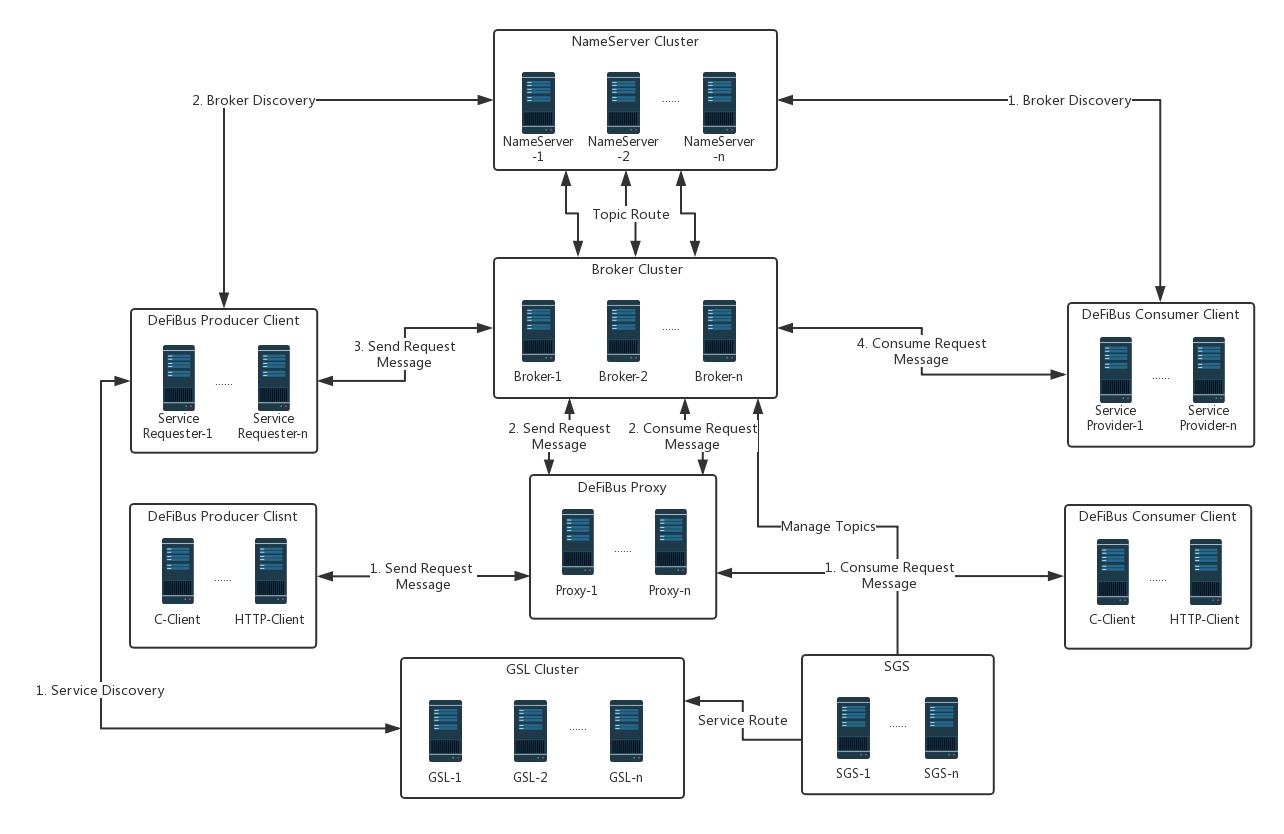 NameServer Cluster
......
NameServer
-1
NameServer
-2
NameServer
-n
2. Broker Discovery
1. Broker Discovery
Topic Route
Broker Cluster
......
Broker-1
Broker-2
Broker-n
DeFiBus Producer Client
......
Service
Requester-1
Service
Requester-n
3. Send Request
Message
4. Consume Request
Message
DeFiBus Consumer Client
......
Service
Provider-1
Service
Provider-n
2. Send Request
Message
2. Consume Request
Message
DeFiBus Proxy
......
Proxy-1
Proxy-n
DeFiBus Producer Clisnt
......
C-Client
HTTP-Client
1. Send Request
Message
Manage Topics
1. Consume Request
Message
DeFiBus Consumer Client
......
C-Client
HTTP-Client
1. Service Discovery
GSL Cluster
......
GSL-1
GSL-2
GSL-n
Service Route
SGS
......
SGS-1
SGS-n